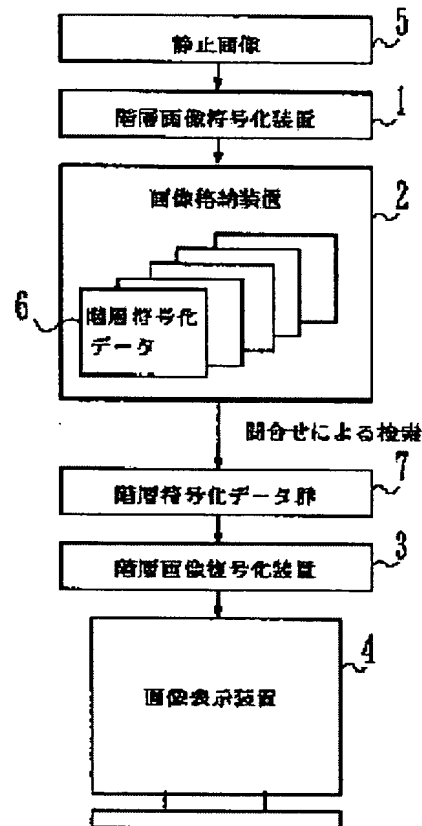 静止画像
5
階層画像符号化装置
1
画像格納装置
2
6
階層符号化
データ
問合せによる検索
階層符号化データ群
7
階層画像復号化装置
3
画像表示装置
4